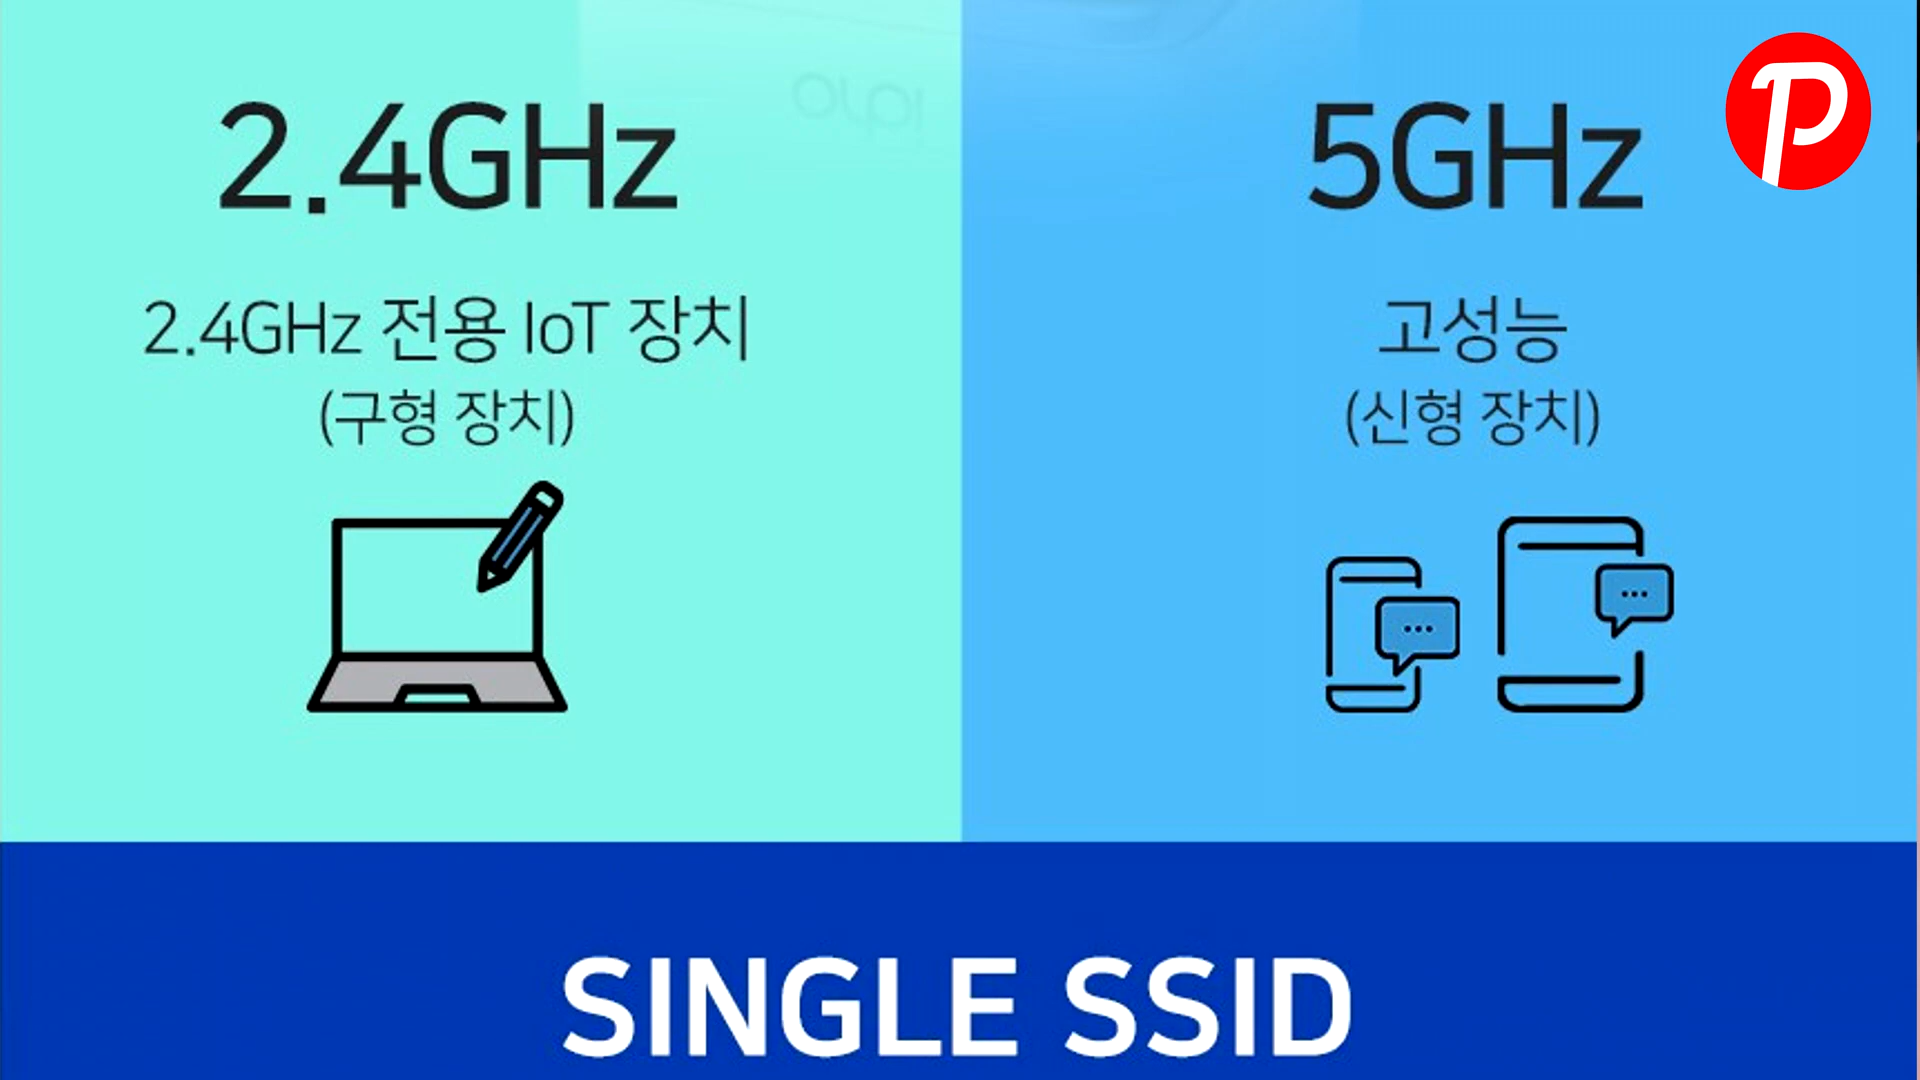 2.4GHz
2.4GHz 전용 IoT 장치
(구형 장치)
5GHz
고성능
(신형 장치)
SINGLE SSID